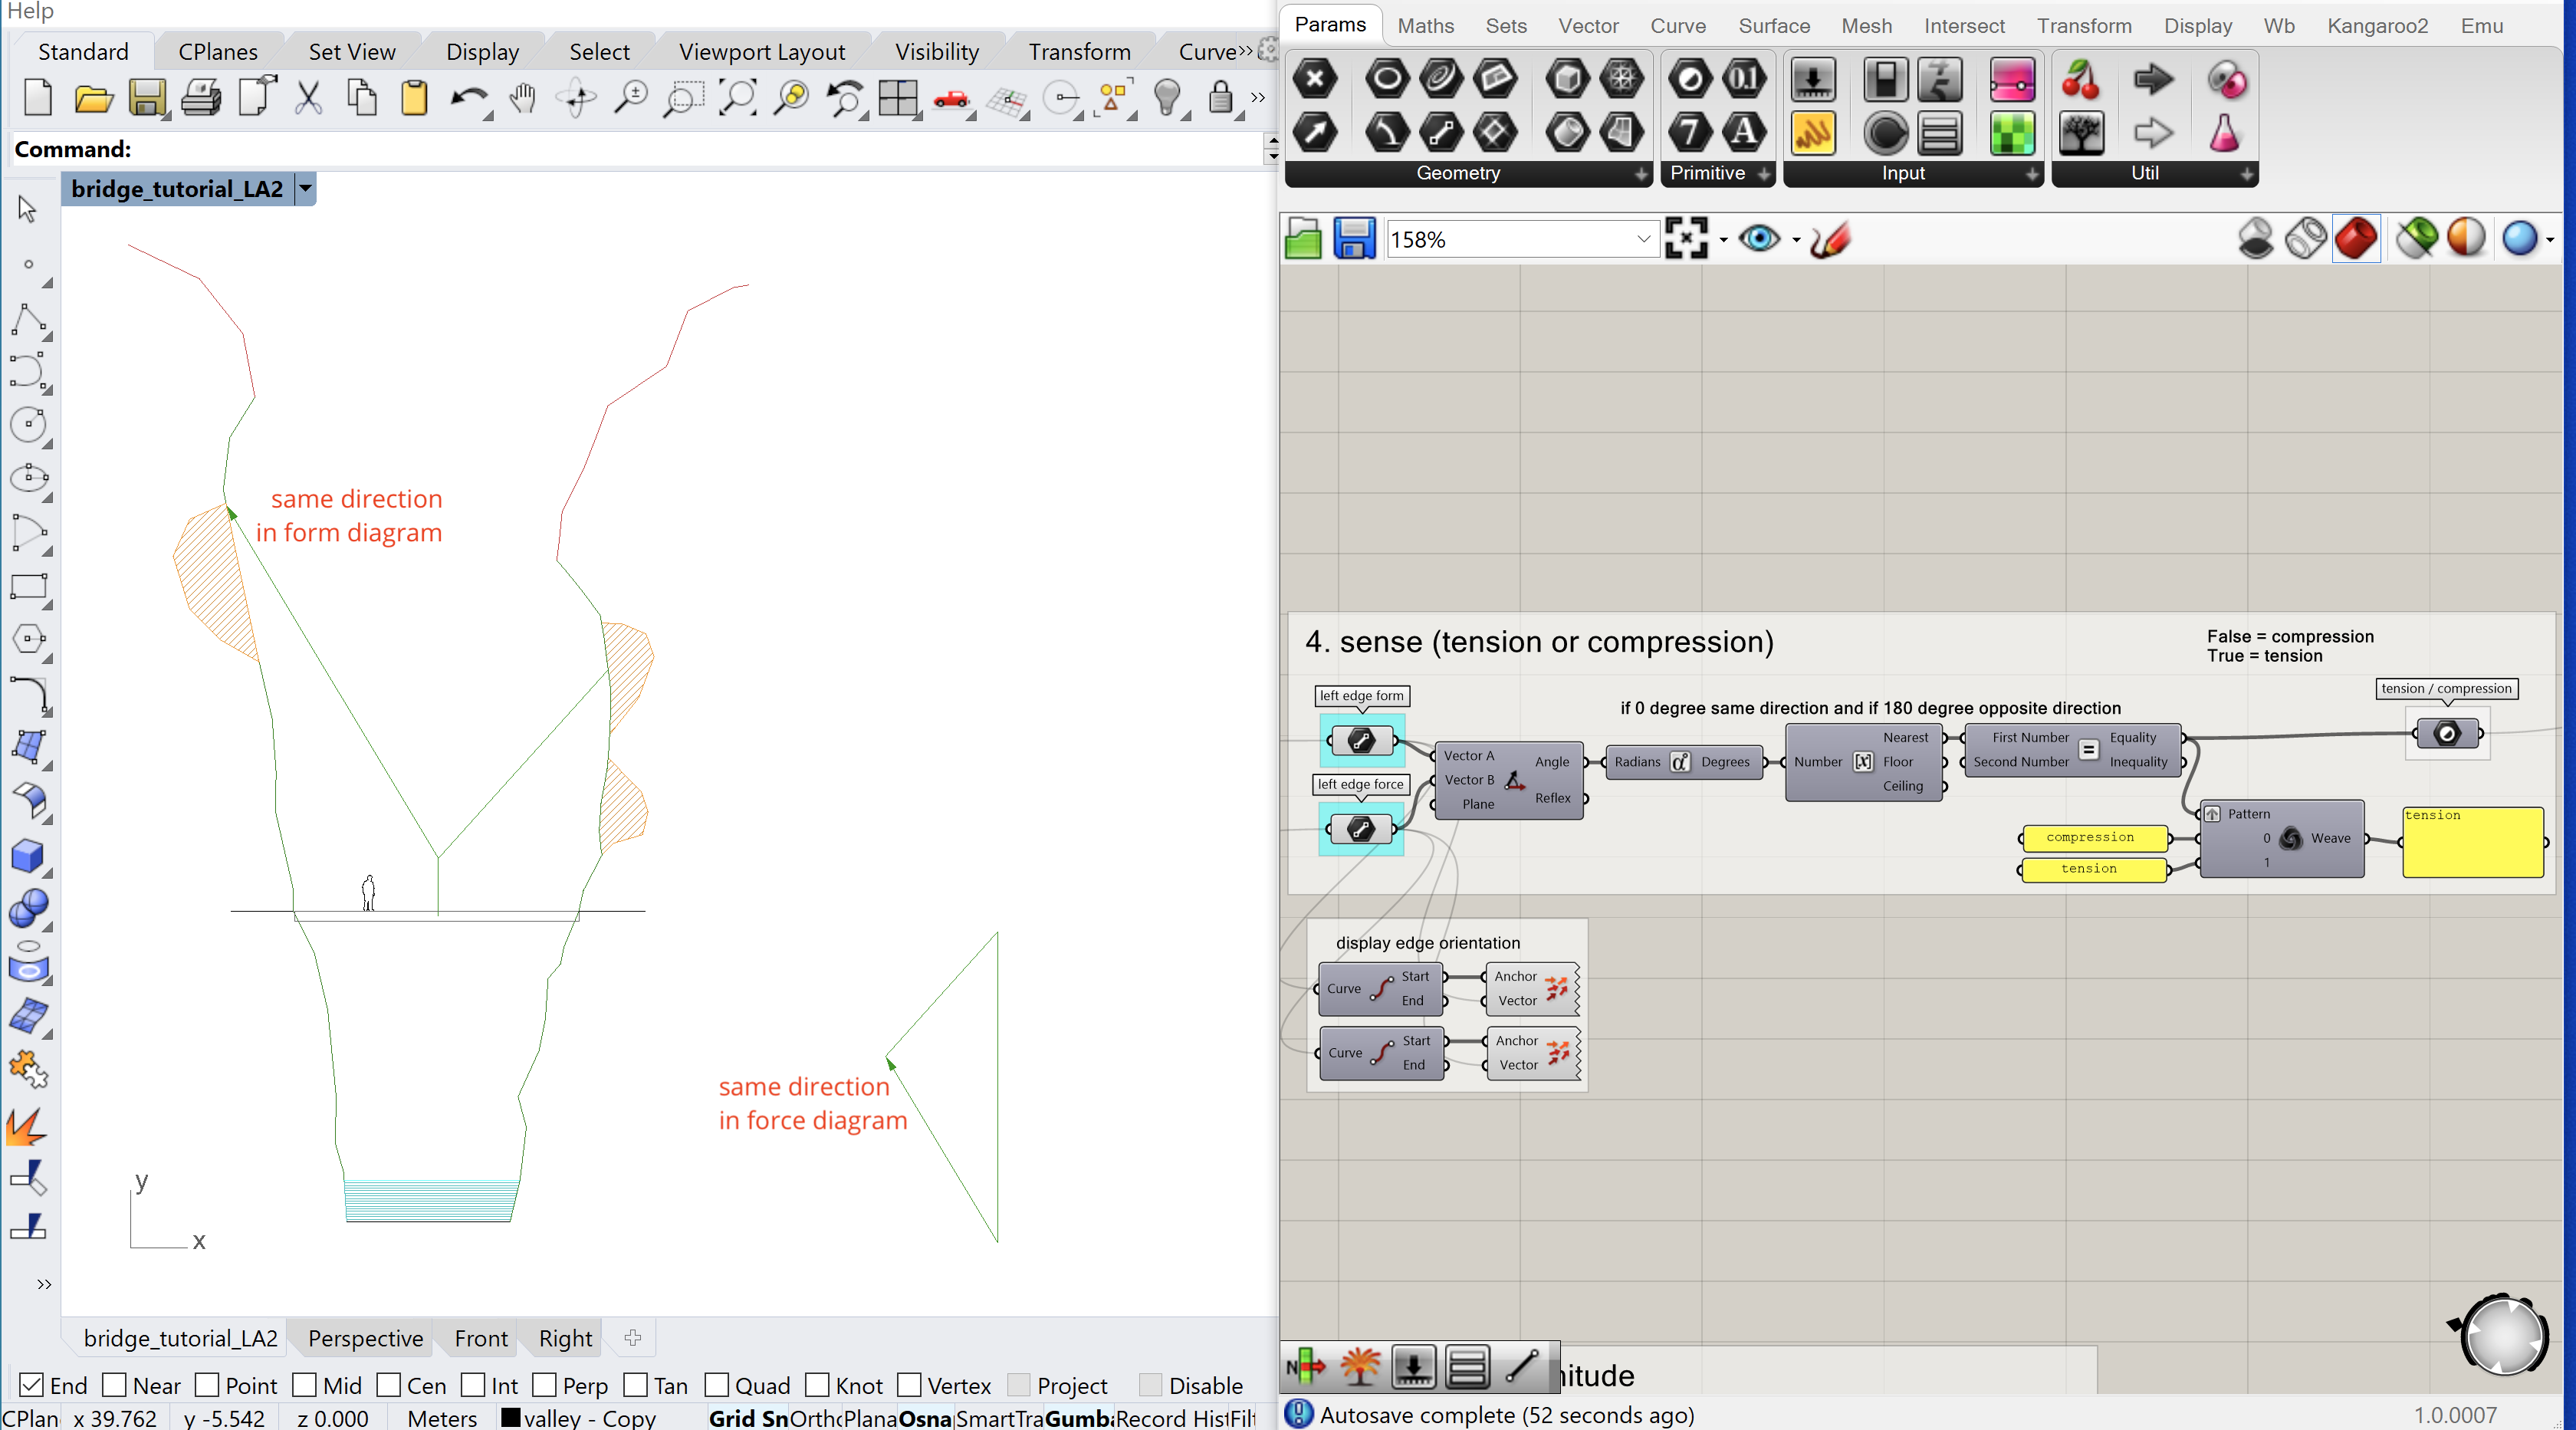 Help
Standard CPlanes Set View Display Select Viewport Layout Visibility Transform Curve»
Command:
bridge_tutorial_LA2
same direction
in form diagram
same direction
in force diagram
y
x
bridge_tutorial_LA2 Perspective Front Right
End Near Point Mid Cen Int Perp Tan Quad Knot Vertex Project Disable
CPlan x 39.762 y -5.542 z 0.000 Meters valley - Copy Grid Sn Ortho Plana Osna SmartTra Gumba Record Hist Filt
Params Maths Sets Vector Curve Surface Mesh Intersect Transform Display Wb Kangaroo2 Emu
Geometry Primitive Input Util
158%
4. sense (tension or compression)
False = compression
True = tension
left edge form
if 0 degree same direction and if 180 degree opposite direction
tension / compression
Vector A
Vector B
Plane
Angle
Reflex
left edge force
Radians Degrees
Number
Nearest
Floor
Ceiling
First Number
Second Number
Equality
Inequality
compression
tension
Pattern
0
1
Weave
tension
display edge orientation
Curve
Start
End
Anchor
Vector
Curve
Start
End
Anchor
Vector
nitude
Autosave complete (52 seconds ago)
1.0.0007